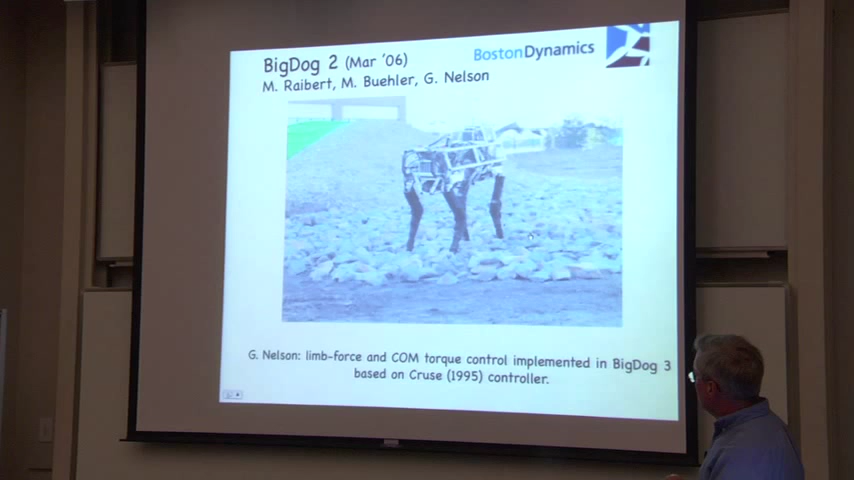 BigDog 2 (Mar '06)
BostonDynamics
M. Raibert, M. Buehler, G. Nelson
G. Nelson: limb-force and COM torque control implemented in BigDog 3
based on Cruse (1995) controller.